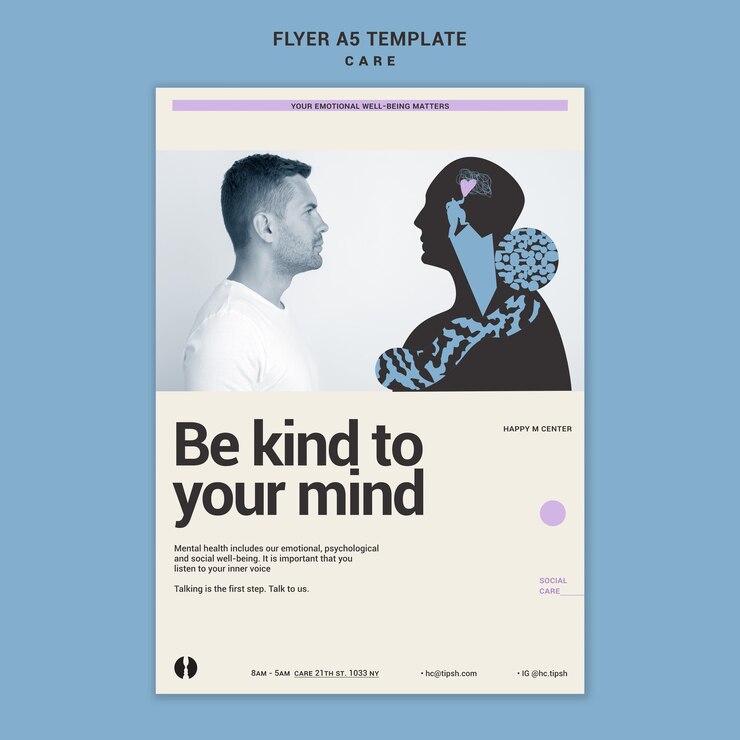 FLYER A5 TEMPLATE
CARE
YOUR EMOTIONAL WELL-BEING MATTERS
Be kind to
your mind
HAPPY M CENTER
Mental health includes our emotional, psychological
and social well-being. It is important that you
listen to your inner voice
Talking is the first step. Talk to us.
SOCIAL
CARE
8AM - 5AM CARE 21TH ST. 1033 NY
• hc@tipsh.com
• IG @hc.tipsh